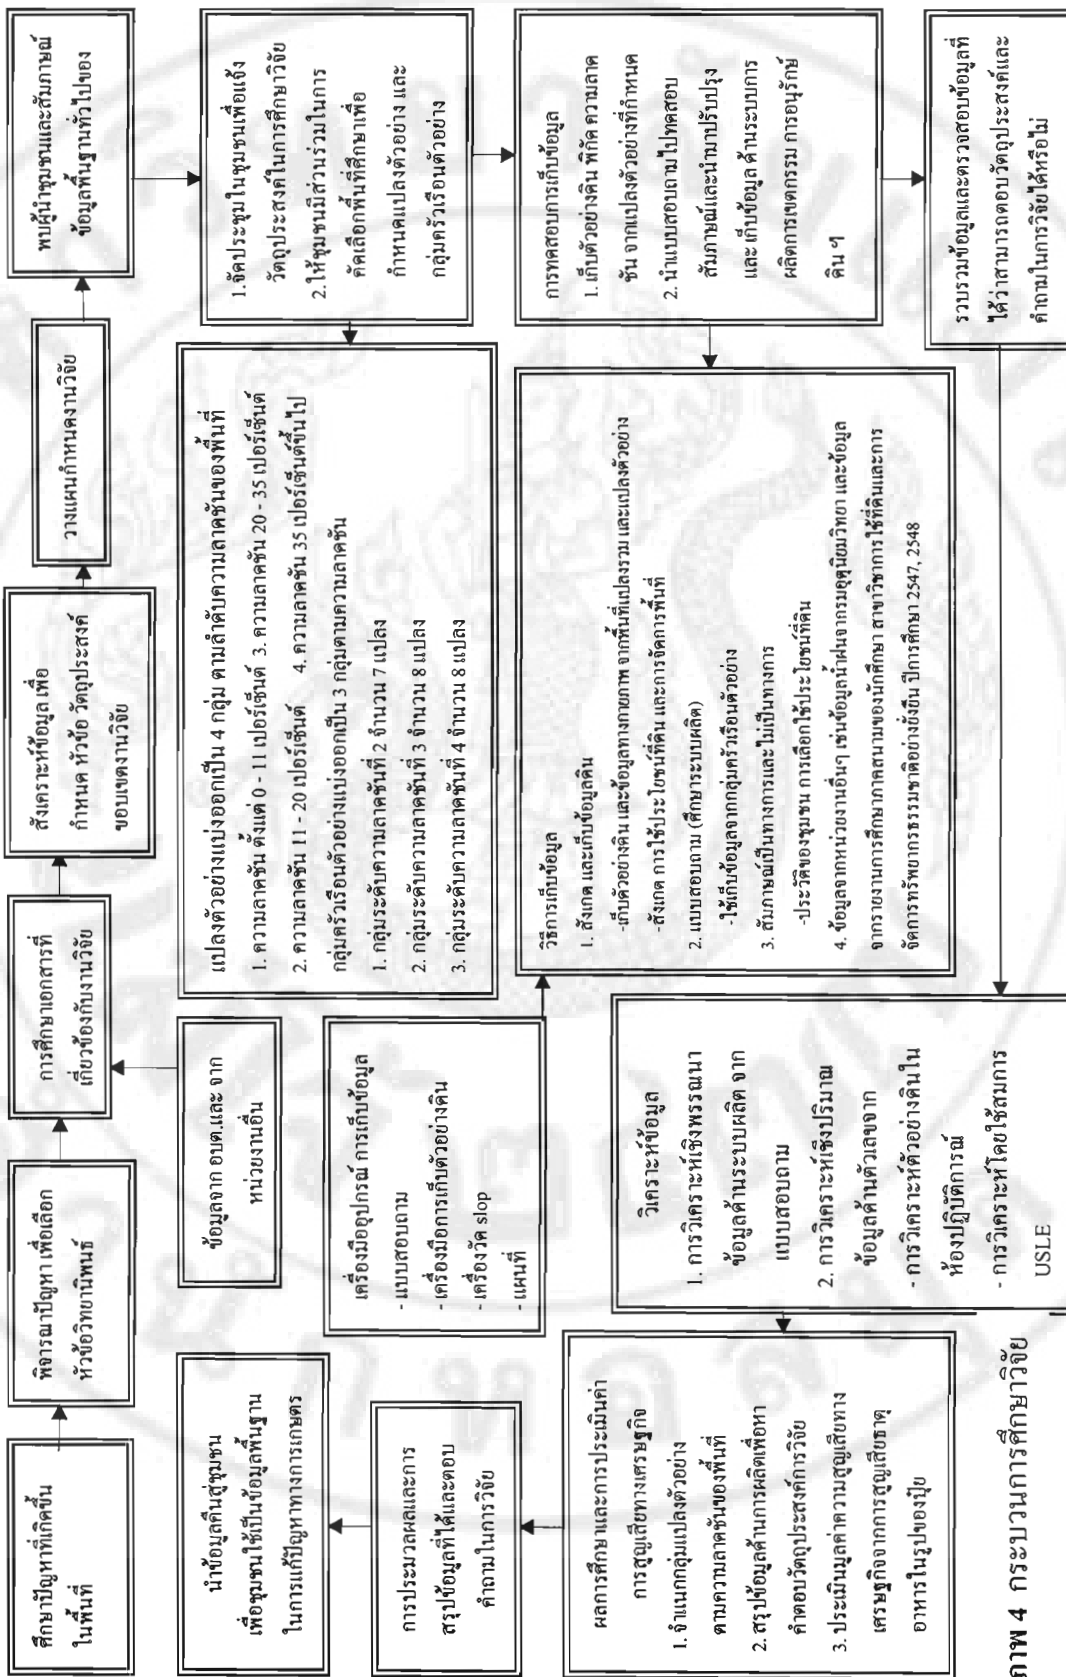 ศึกษาปัญหาที่เกิดขึ้น
ในพื้นที่
พิจารณาปัญหา เพื่อเลือก
หัวข้อวิทยานิพนธ์
การศึกษาเอกสารที่
เกี่ยวข้องกับงานวิจัย
สังเคราะห์ข้อมูล เพื่อ
กำหนด หัวข้อ วัตถุประสงค์
ขอบเขตงานวิจัย
วางแผนกำหนดงานวิจัย
พบผู้นำชุมชนและสัมภาษณ์
ข้อมูลพื้นฐานทั่วไปของ
ข้อมูลจาก อบต.และ จาก
หน่วยงานอื่น
1.จัดประชุมในชุมชนเพื่อแจ้ง
วัตถุประสงค์ในการศึกษาวิจัย
2.ให้ชุมชนมีส่วนร่วมในการ
คัดเลือกพื้นที่ศึกษาเพื่อ
กำหนดแปลงตัวอย่าง และ
กลุ่มครัวเรือนตัวอย่าง
แปลงตัวอย่างแบ่งออกเป็น 4 กลุ่ม ตามลำดับความลาดชันของพื้นที่
1. ความลาดชัน ตั้งแต่ 0 - 11 เปอร์เซ็นต์ 3. ความลาดชัน 20 - 35 เปอร์เซ็นต์
2. ความลาดชัน 11 - 20 เปอร์เซ็นต์ 4. ความลาดชัน 35 เปอร์เซ็นต์ขึ้นไป
กลุ่มครัวเรือนตัวอย่างแบ่งออกเป็น 3 กลุ่มตามความลาดชัน
1. กลุ่มระดับความลาดชันที่ 2 จำนวน 7 แปลง
2. กลุ่มระดับความลาดชันที่ 3 จำนวน 8 แปลง
3. กลุ่มระดับความลาดชันที่ 4 จำนวน 8 แปลง
การทดสอบการเก็บข้อมูล
1. เก็บตัวอย่างดิน พิกัด ความลาด
ชัน จากแปลงตัวอย่างที่กำหนด
2. นำแบบสอบถามไปทดสอบ
สัมภาษณ์และนำมาปรับปรุง
และ เก็บข้อมูล ด้านระบบการ
ผลิตการเขตกรรม การอนุรักษ์
ดิน ฯ
เครื่องมืออุปกรณ์ การเก็บข้อมูล
- แบบสอบถาม
- เครื่องมือการเก็บตัวอย่างดิน
- เครื่องวัด slop
- แผนที่
วิธีการเก็บข้อมูล
1. สังเกต และเก็บข้อมูลดิน
-เก็บตัวอย่างดิน และข้อมูลทางกายภาพ จากพื้นที่แปลงรวม และแปลงตัวอย่าง
-สังเกต การใช้ประโยชน์ที่ดิน และการจัดการพื้นที่
2. แบบสอบถาม (ศึกษาระบบผลิต)
-ใช้เก็บข้อมูลจากกลุ่มครัวเรือนตัวอย่าง
3. สัมภาษณ์เป็นทางการและไม่เป็นทางการ
-ประวัติของชุมชน การเลือกใช้ประโยชน์ที่ดิน
4. ข้อมูลจากหน่วยงานอื่นๆ เช่นข้อมูลน้ำฝนจากกรมอุตุนิยมวิทยา และข้อมูล
จากรายงานการศึกษาภาคสนามของนักศึกษา สาขาวิชาการใช้ที่ดินและการ
จัดการทรัพยากรธรรมชาติอย่างยั่งยืน ปีการศึกษา 2547, 2548
รวบรวมข้อมูลและตรวจสอบข้อมูลที่
ได้ว่าสามารถตอบวัตถุประสงค์และ
คำถามในการวิจัยได้หรือไม่
วิเคราะห์ข้อมูล
1. การวิเคราะห์เชิงพรรณนา
ข้อมูลด้านระบบผลิต จาก
แบบสอบถาม
2. การวิเคราะห์เชิงปริมาณ
ข้อมูลด้านตัวเลขจาก
- การวิเคราะห์ตัวอย่างดินใน
ห้องปฏิบัติการณ์
- การวิเคราะห์โดยใช้สมการ
USLE
ผลการศึกษาและการประเมินค่า
การสูญเสียทางเศรษฐกิจ
1. จำแนกกลุ่มแปลงตัวอย่าง
ตามความลาดชันของพื้นที่
2. สรุปข้อมูลด้านการผลิตเพื่อหา
คำตอบวัตถุประสงค์การวิจัย
3. ประเมินมูลค่าความสูญเสียทาง
เศรษฐกิจจากการสูญเสียธาตุ
อาหารในรูปของปุ๋ย
การประมวลผลและการ
สรุปข้อมูลที่ได้และตอบ
คำถามในการวิจัย
นำข้อมูลคืนสู่ชุมชน
เพื่อชุมชนใช้เป็นข้อมูลพื้นฐาน
ในการแก้ปัญหาทางการเกษตร
ภาพ 4 กระบวนการศึกษาวิจัย